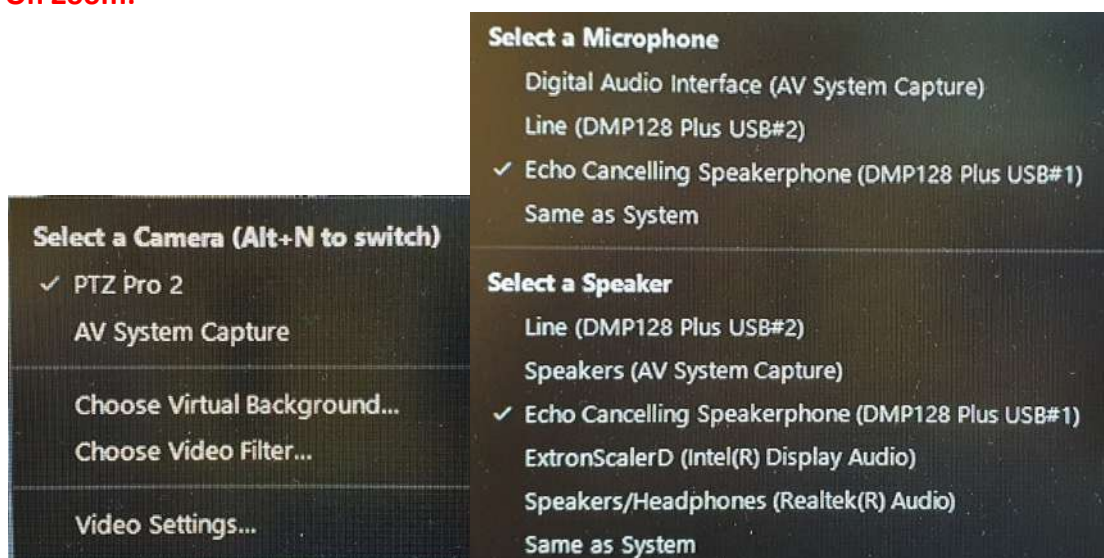 On Zoom:
Select a Camera (Alt+N to switch)
✓ PTZ Pro 2
AV System Capture
Choose Virtual Background...
Choose Video Filter...
Video Settings...
Select a Microphone
Digital Audio Interface (AV System Capture)
Line (DMP128 Plus USB#2)
✓ Echo Cancelling Speakerphone (DMP128 Plus USB#1)
Same as System
Select a Speaker
Line (DMP128 Plus USB#2)
Speakers (AV System Capture)
✓ Echo Cancelling Speakerphone (DMP128 Plus USB#1)
ExtronScalerD (Intel(R) Display Audio)
Speakers/Headphones (Realtek(R) Audio)
Same as System